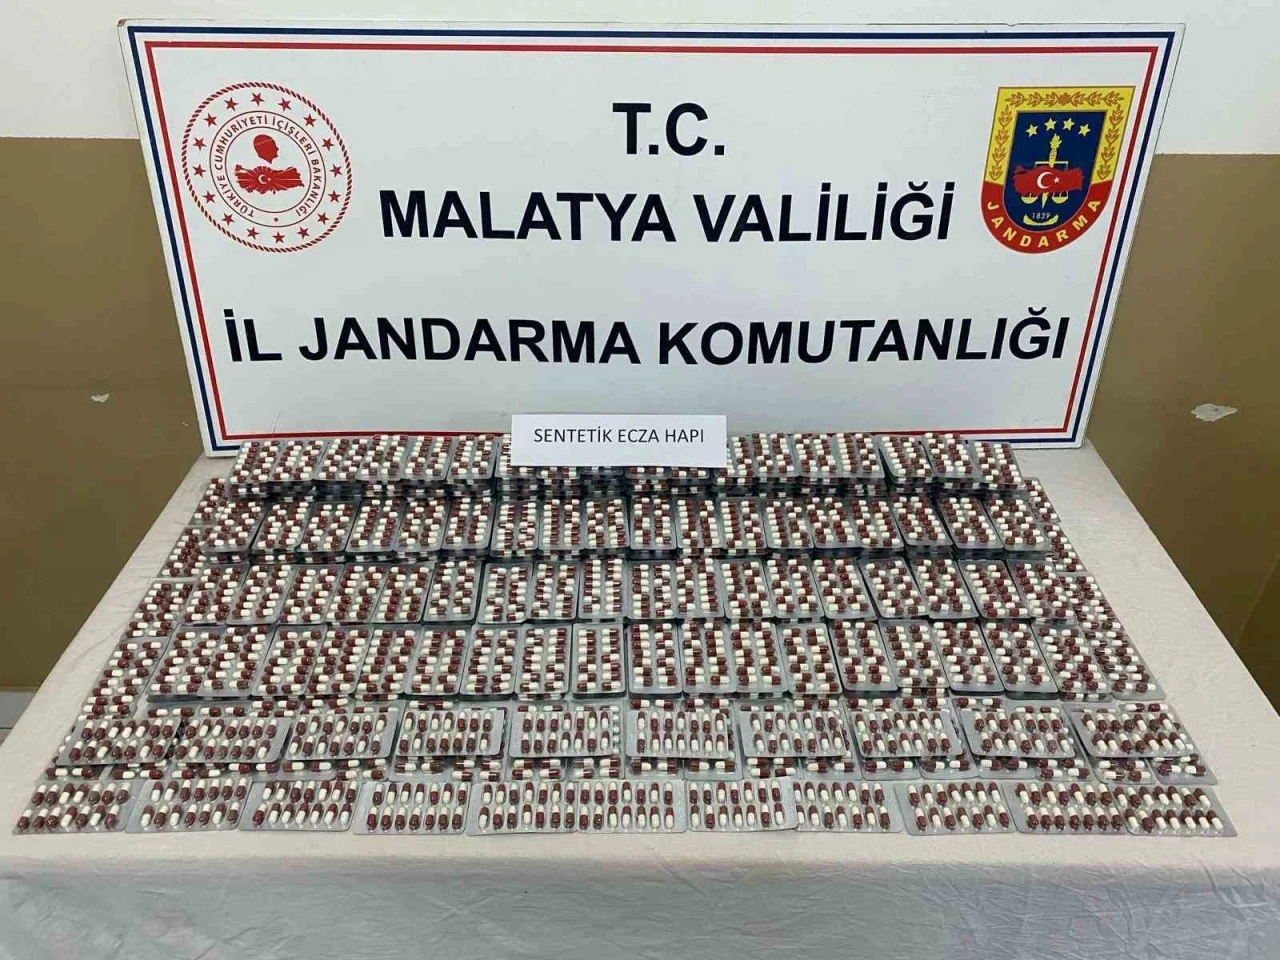 T.C.
MALATYA VALİLİĞİ
İL JANDARMA KOMUTANLIĞI
TÜRKİYE CUMHURİYETİ İÇİŞLERİ BAKANLIĞI
1839
JANDARMA
SENTETİK ECZA HAPI